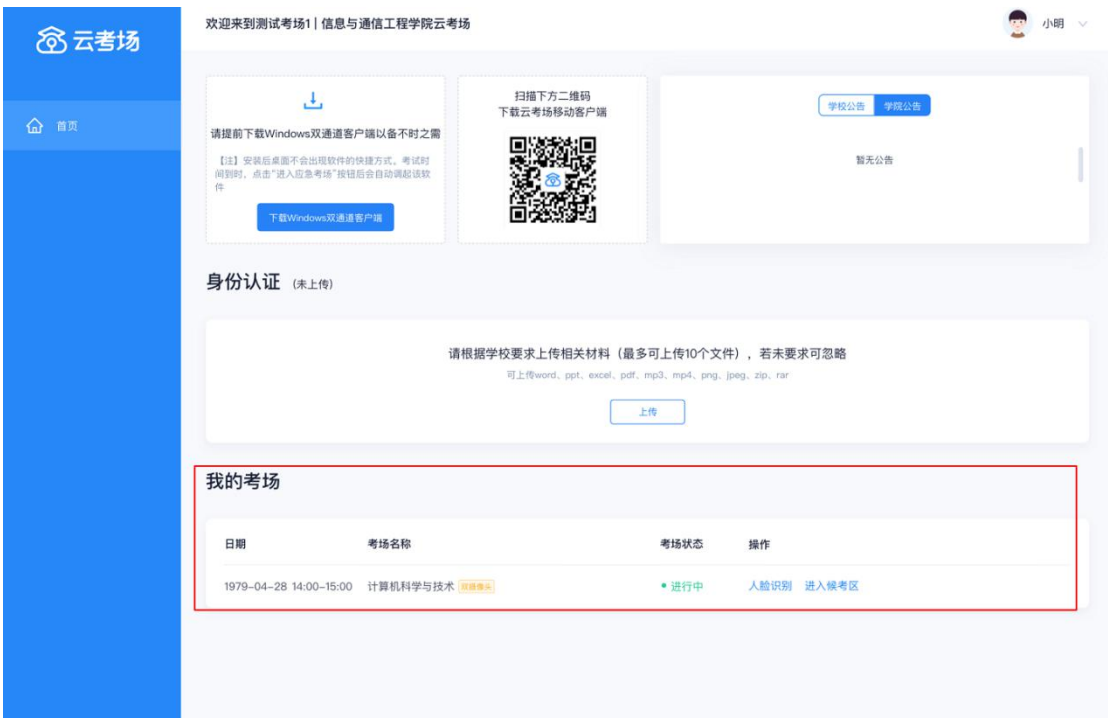 云考场
欢迎来到测试考场1 | 信息与通信工程学院云考场
小明
首页
请提前下载Windows双通道客户端以备不时之需
【注】安装后桌面不会出现软件的快捷方式。考试时
间到时，点击“进入应急考场”按钮后会自动调起该软
件
下载Windows双通道客户端
扫描下方二维码
下载云考场移动客户端
学校公告 学院公告
暂无公告
身份认证 (未上传)
请根据学校要求上传相关材料（最多可上传10个文件），若未要求可忽略
可上传word、ppt、excel、pdf、mp3、mp4、png、jpeg、zip、rar
上传
我的考场
日期 考场名称 考场状态 操作
1979-04-28 14:00-15:00 计算机科学与技术 双摄像头 进行中 人脸识别 进入候考区